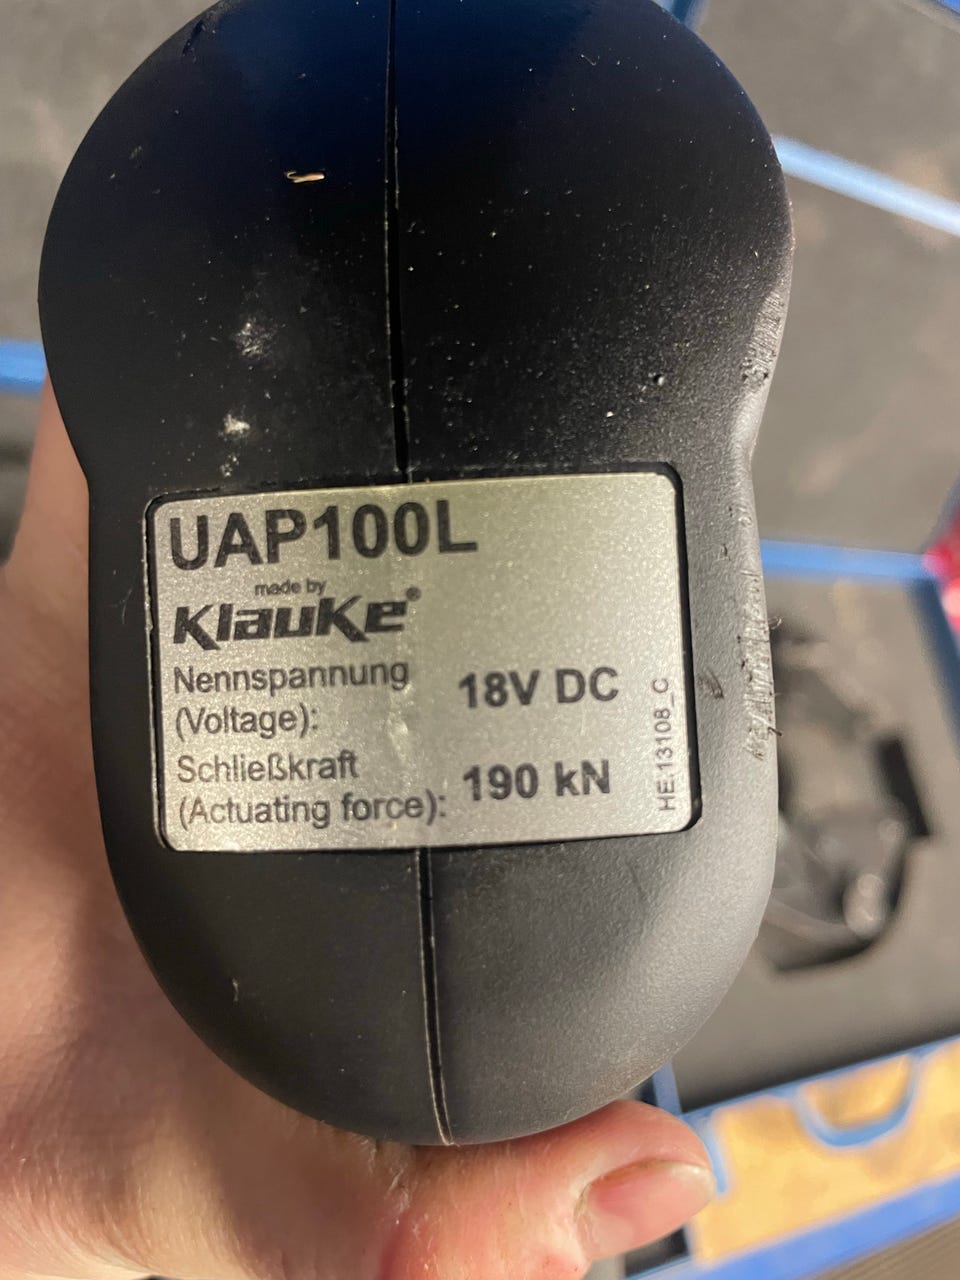 UAP100L
made by
Klauke®
Nennspannung
(Voltage): 18V DC
Schließkraft
(Actuating force): 190 kN
HE.13108_C